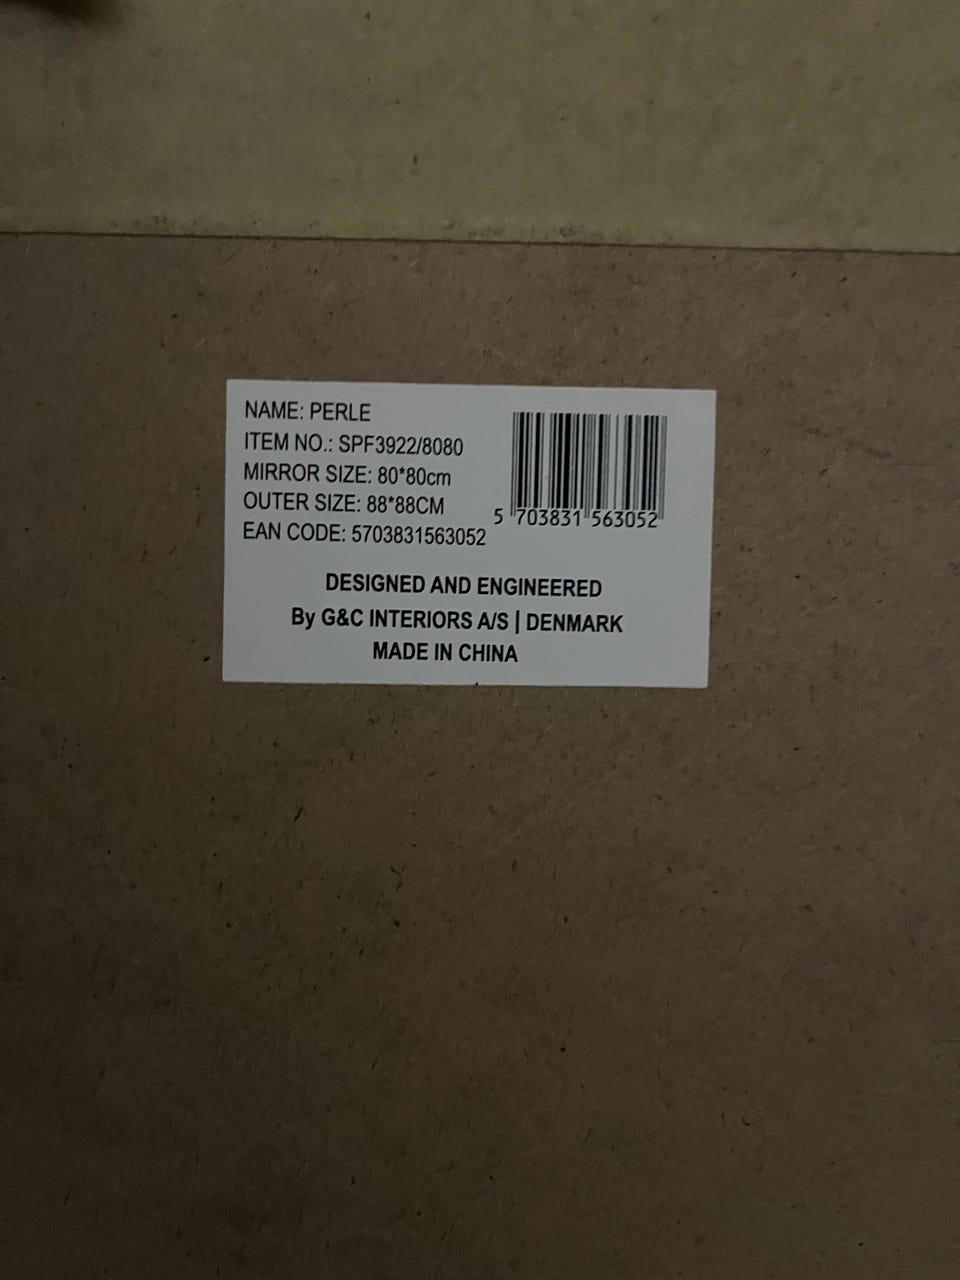 NAME: PERLE
ITEM NO.: SPF3922/8080
MIRROR SIZE: 80*80cm
OUTER SIZE: 88*88CM
EAN CODE: 5703831563052
5 703831 563052
DESIGNED AND ENGINEERED
By G&C INTERIORS A/S | DENMARK
MADE IN CHINA